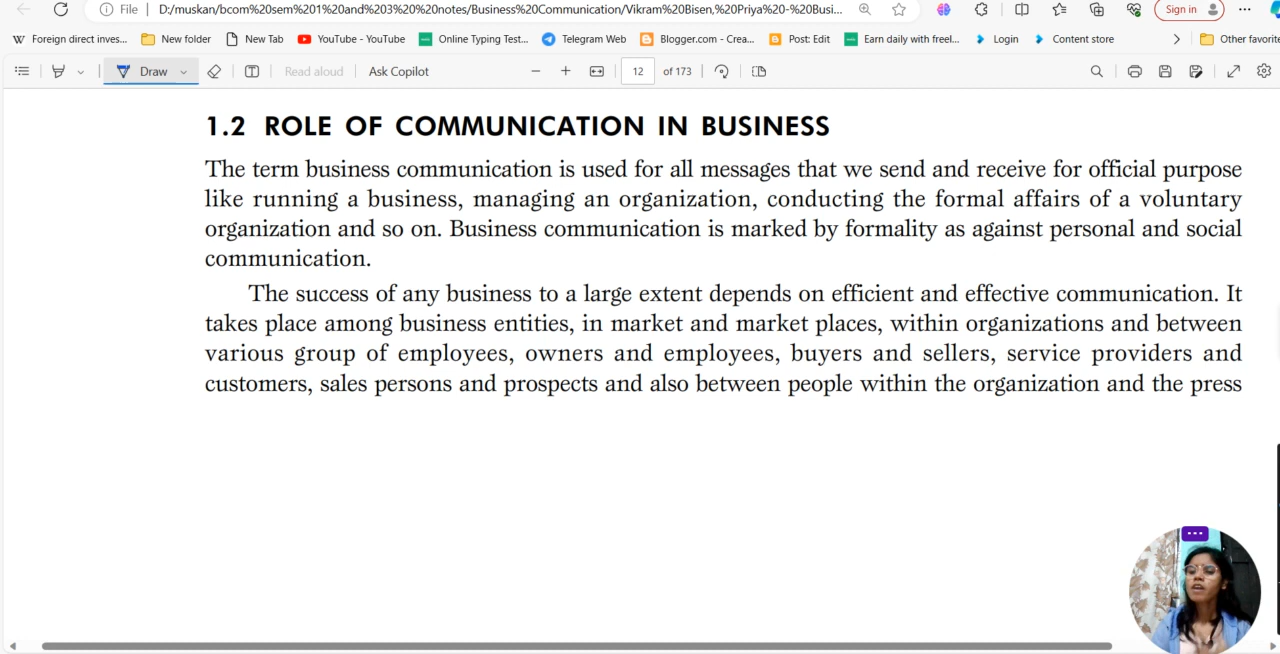 File D:/muskan/bcom%20sem%201%20and%203%20%20notes/Business%20Communication/Vikram%20Bisen,%20Priya%20-%20Busi... Sign in
W Foreign direct inves... New folder New Tab YouTube - YouTube Online Typing Test... Telegram Web Blogger.com - Crea... Post: Edit Earn daily with freel... Login Content store Other favorite
Draw Read aloud Ask Copilot 12 of 173
1.2 ROLE OF COMMUNICATION IN BUSINESS
The term business communication is used for all messages that we send and receive for official purpose
like running a business, managing an organization, conducting the formal affairs of a voluntary
organization and so on. Business communication is marked by formality as against personal and social
communication.
The success of any business to a large extent depends on efficient and effective communication. It
takes place among business entities, in market and market places, within organizations and between
various group of employees, owners and employees, buyers and sellers, service providers and
customers, sales persons and prospects and also between people within the organization and the press